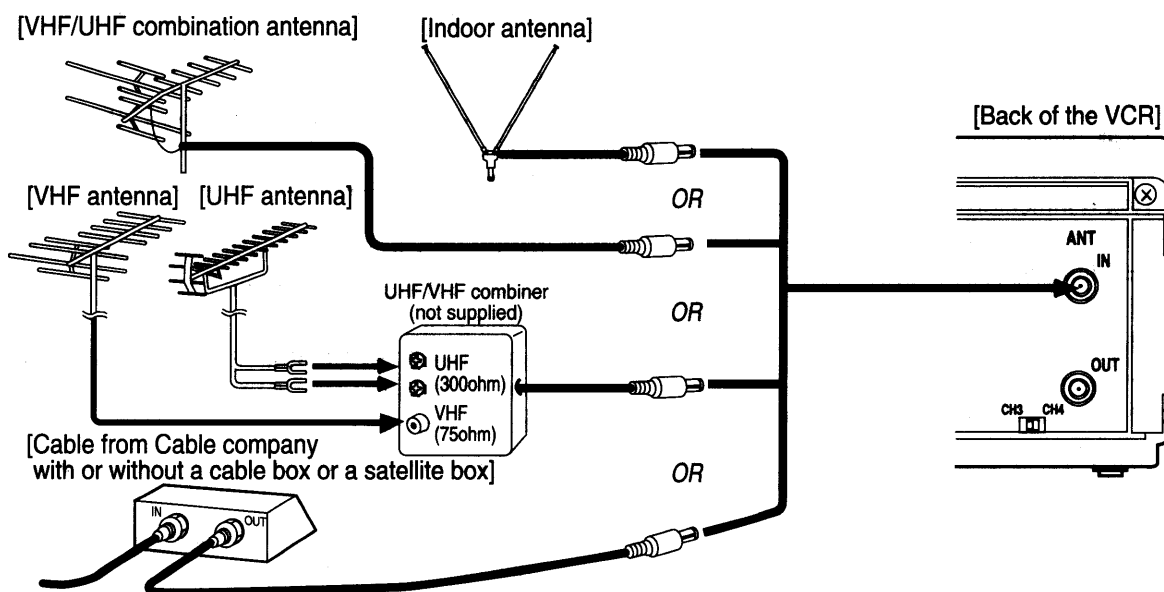 [VHF/UHF combination antenna]
[Indoor antenna]
[Back of the VCR]
OR
[VHF antenna]
[UHF antenna]
ANT
IN
UHF/VHF combiner
(not supplied)
OR
UHF
(300ohm)
VHF
(75ohm)
OUT
CH3
CH4
[Cable from Cable company
with or without a cable box or a satellite box]
OR
IN
OUT